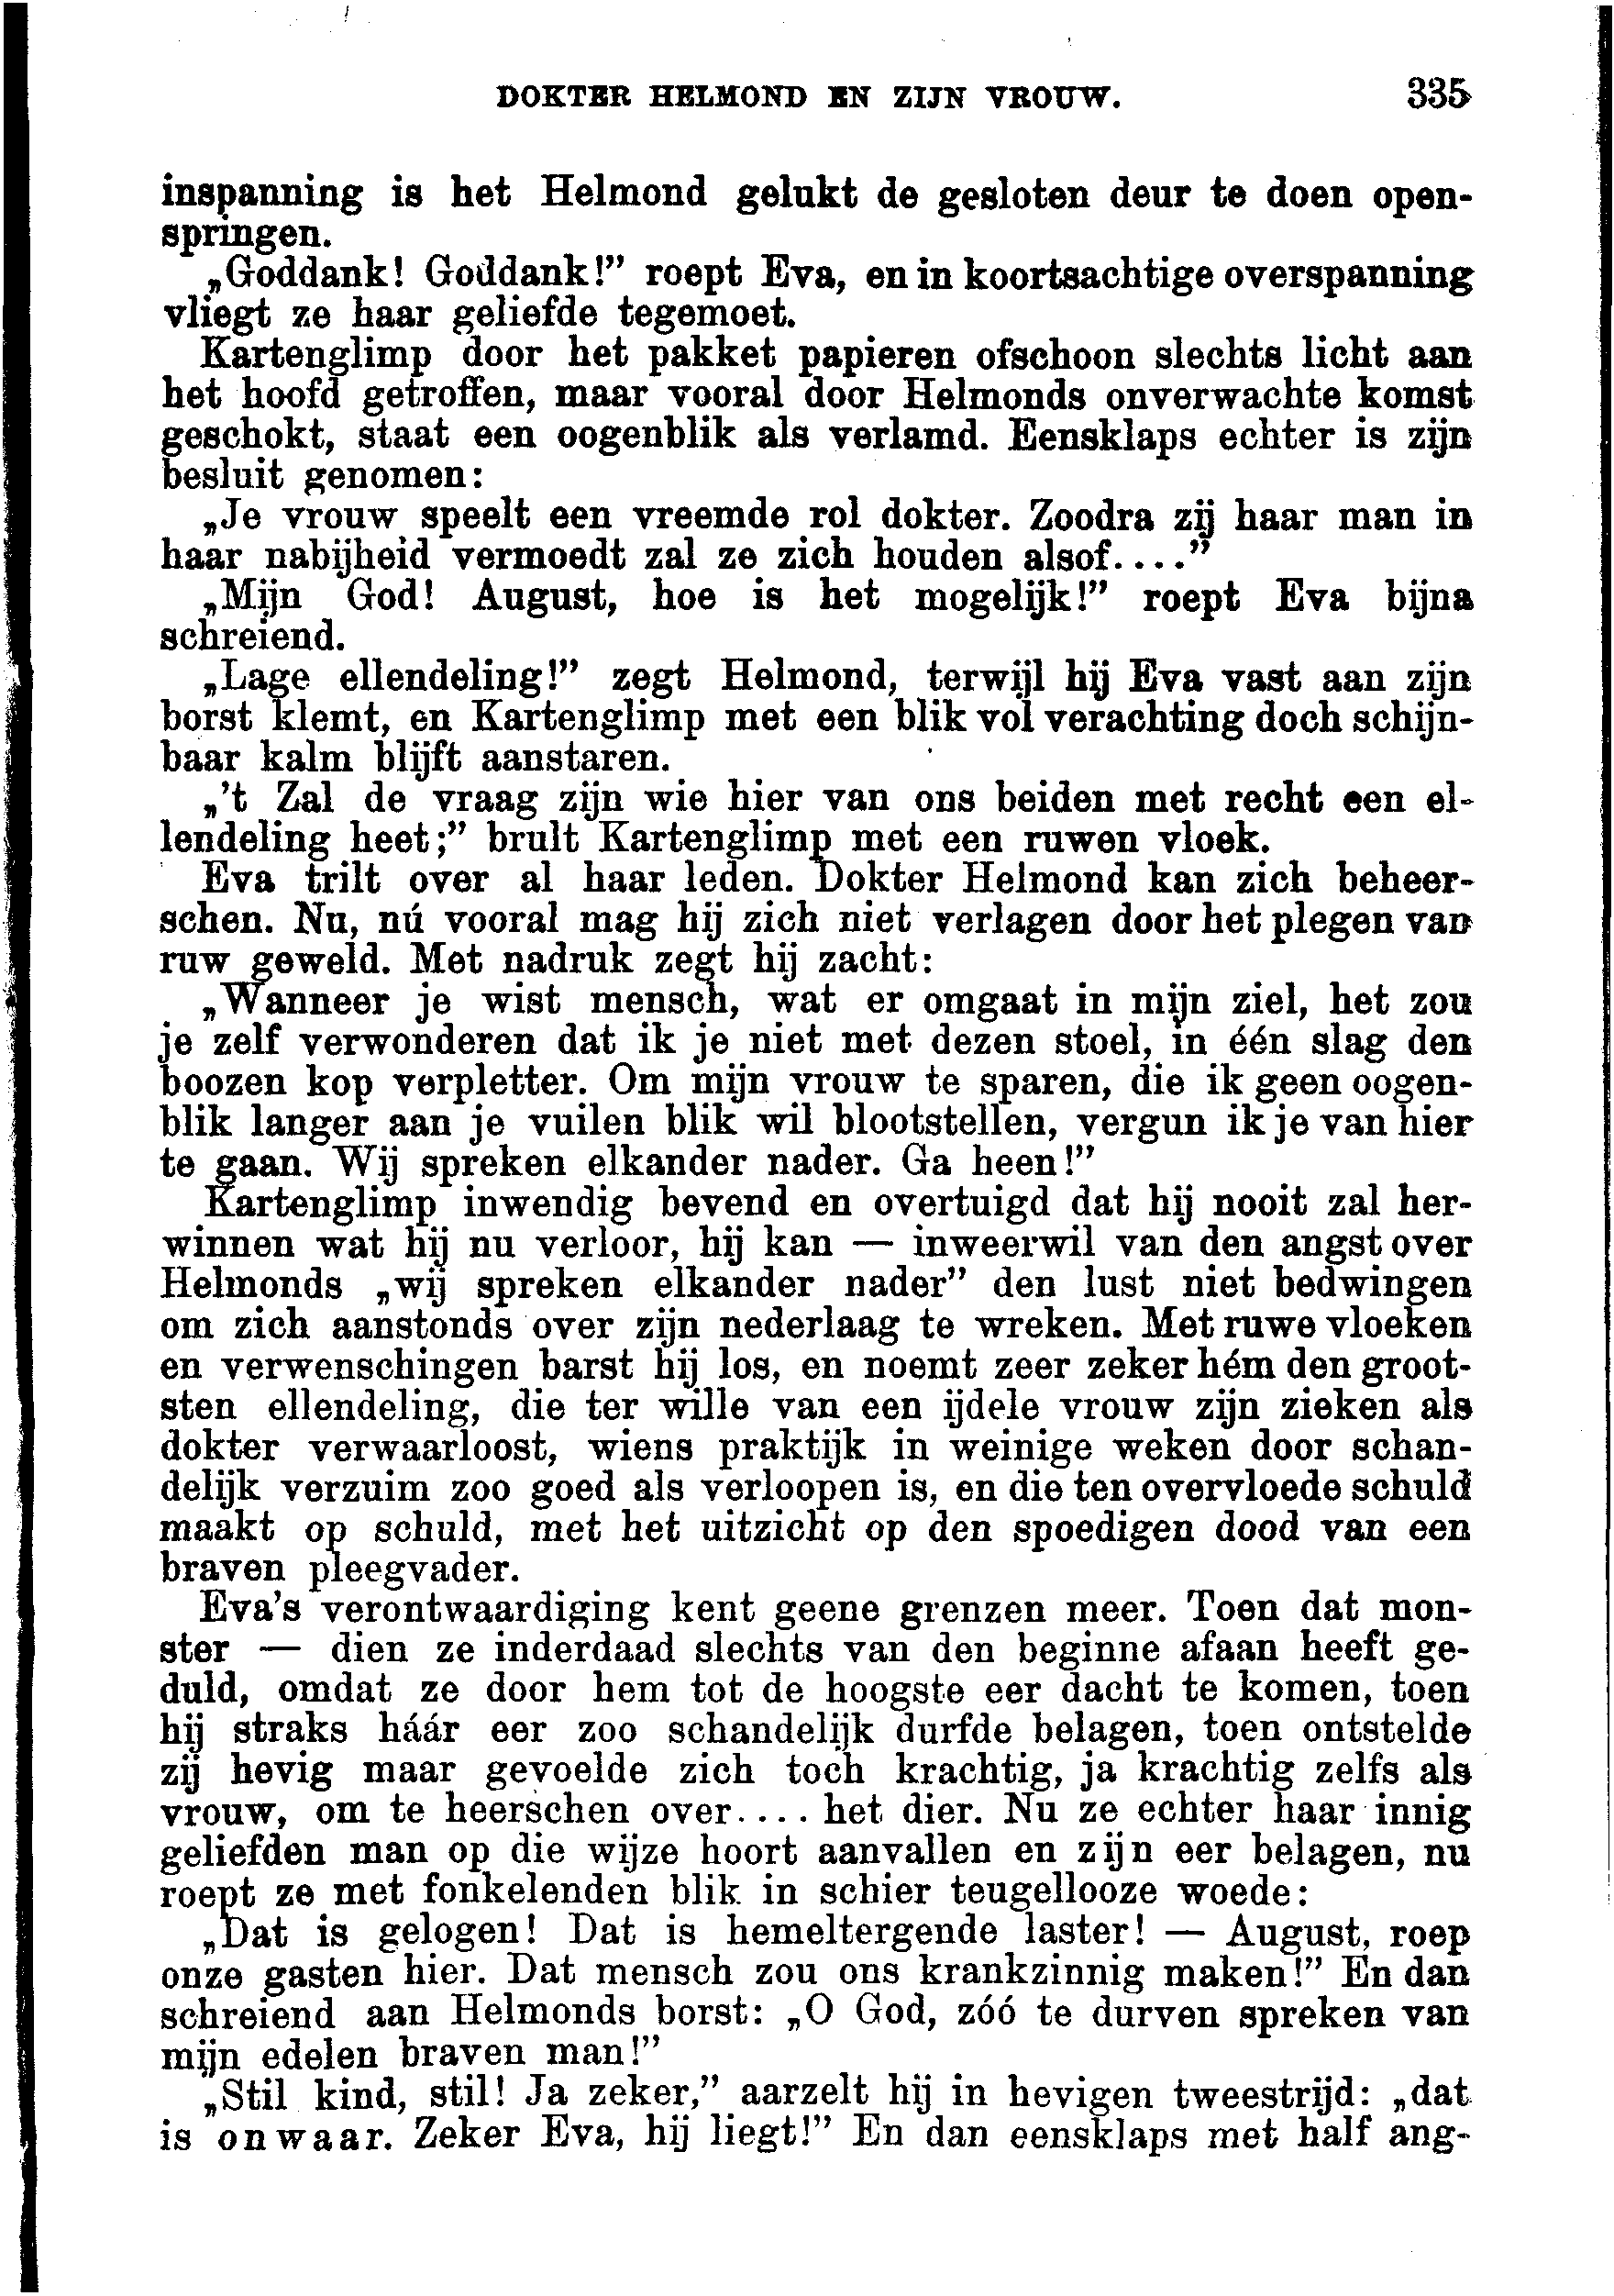 DOKTER HELMOND EN ZIJN VROUW. 335
inspanning is het Helmond gelukt de gesloten deur te doen open-
springen.
„Goddank! Goddank!” roept Eva, en in koortsachtige overspanning
vliegt ze haar geliefde tegemoet.
Kartenglimp door het pakket papieren ofschoon slechts licht aan
het hoofd getroffen, maar vooral door Helmonds onverwachte komst
geschokt, staat een oogenblik als verlamd. Eensklaps echter is zijn
besluit genomen:
„Je vrouw speelt een vreemde rol dokter. Zoodra zij haar man in
haar nabijheid vermoedt zal ze zich houden alsof....”
„Mijn God! August, hoe is het mogelijk!” roept Eva bijna
schreiend.
„Lage ellendeling!” zegt Helmond, terwijl hij Eva vast aan zijn
borst klemt, en Kartenglimp met een blik vol verachting doch schijn-
baar kalm blijft aanstaren.
„'t Zal de vraag zijn wie hier van ons beiden met recht een el-
lendeling heet;” brult Kartenglimp met een ruwen vloek.
Eva trilt over al haar leden. Dokter Helmond kan zich beheer-
schen. Nu, nú vooral mag hij zich niet verlagen door het plegen van
ruw geweld. Met nadruk zegt hij zacht:
„Wanneer je wist mensch, wat er omgaat in mijn ziel, het zou
je zelf verwonderen dat ik je niet met dezen stoel, in één slag den
boozen kop verpletter. Om mijn vrouw te sparen, die ik geen oogen-
blik langer aan je vuilen blik wil blootstellen, vergun ik je van hier
te gaan. Wij spreken elkander nader. Ga heen!”
Kartenglimp inwendig bevend en overtuigd dat hij nooit zal her-
winnen wat hij nu verloor, hij kan — inweerwil van den angst over
Helmonds „wij spreken elkander nader” den lust niet bedwingen
om zich aanstonds over zijn nederlaag te wreken. Met ruwe vloeken
en verwenschingen barst hij los, en noemt zeer zeker hém den groot-
sten ellendeling, die ter wille van een ijdele vrouw zijn zieken als
dokter verwaarloost, wiens praktijk in weinige weken door schan-
delijk verzuim zoo goed als verloopen is, en die ten overvloede schuld
maakt op schuld, met het uitzicht op den spoedigen dood van een
braven pleegvader.
Eva's verontwaardiging kent geene grenzen meer. Toen dat mon-
ster — dien ze inderdaad slechts van den beginne afaan heeft ge-
duld, omdat ze door hem tot de hoogste eer dacht te komen, toen
hij straks háár eer zoo schandelijk durfde belagen, toen ontstelde
zij hevig maar gevoelde zich toch krachtig, ja krachtig zelfs als
vrouw, om te heerschen over.... het dier. Nu ze echter haar innig
geliefden man op die wijze hoort aanvallen en zijn eer belagen, nu
roept ze met fonkelenden blik in schier teugellooze woede:
„Dat is gelogen! Dat is hemeltergende laster! — August, roep
onze gasten hier. Dat mensch zou ons krankzinnig maken!” En dan
schreiend aan Helmonds borst: „O God, zóó te durven spreken van
mijn edelen braven man!”
„Stil kind, stil! Ja zeker,” aarzelt hij in hevigen tweestrijd: „dat
is onwaar. Zeker Eva, hij liegt!” En dan eensklaps met half ang-